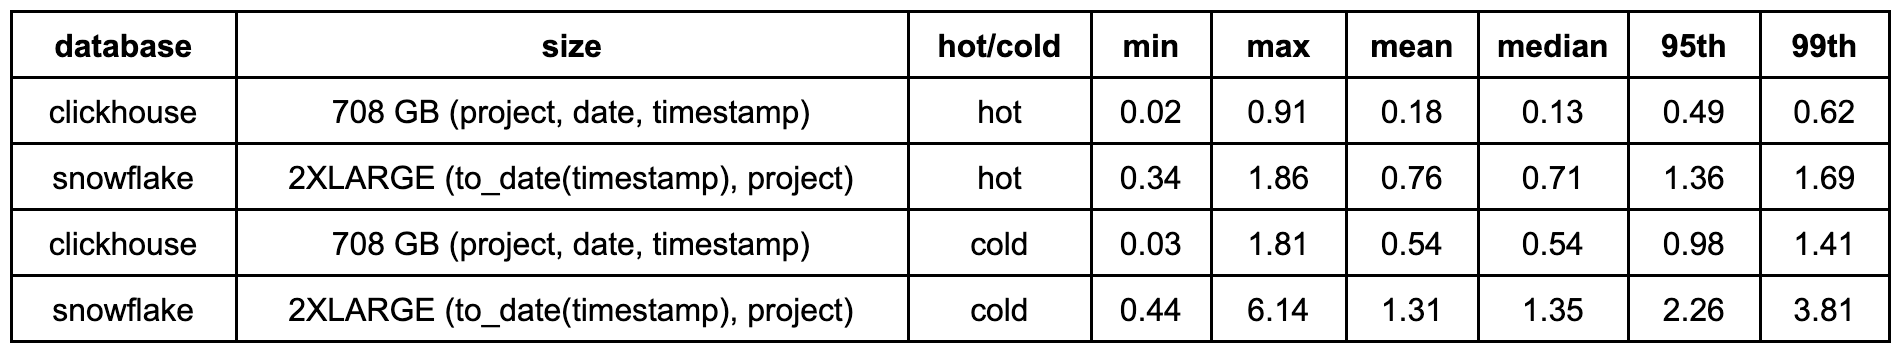 database size hot/cold min max mean median 95th 99th
clickhouse 708 GB (project, date, timestamp) hot 0.02 0.91 0.18 0.13 0.49 0.62
snowflake 2XLARGE (to_date(timestamp), project) hot 0.34 1.86 0.76 0.71 1.36 1.69
clickhouse 708 GB (project, date, timestamp) cold 0.03 1.81 0.54 0.54 0.98 1.41
snowflake 2XLARGE (to_date(timestamp), project) cold 0.44 6.14 1.31 1.35 2.26 3.81